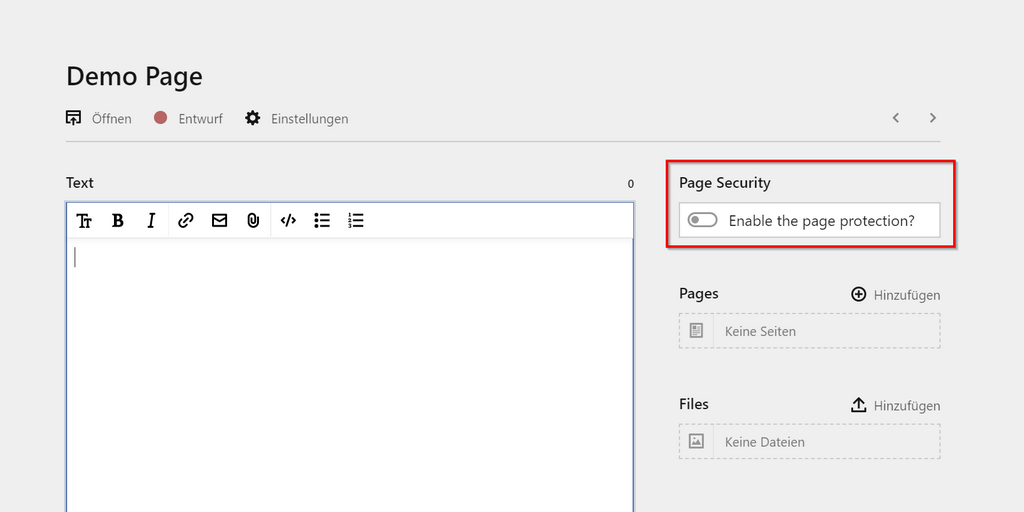 Demo Page
Öffnen Entwurf Einstellungen
Text 0
Page Security
Enable the page protection?
Pages Hinzufügen
Keine Seiten
Files Hinzufügen
Keine Dateien